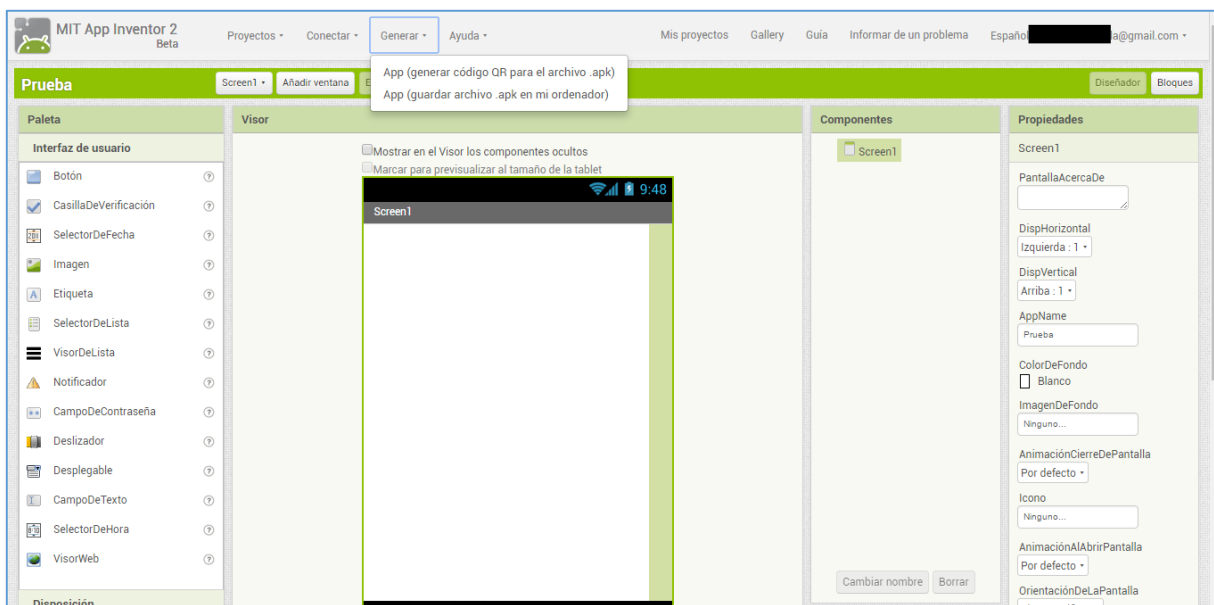 MIT App Inventor 2
Beta
Proyectos
Conectar
Generar
Ayuda
Mis proyectos
Gallery
Guía
Informar de un problema
Español
a@gmail.com
App (generar código QR para el archivo .apk)
App (guardar archivo .apk en mi ordenador)
Prueba
Screen1
Añadir ventana
Diseñador
Bloques
Paleta
Interfaz de usuario
Botón
CasillaDeVerificación
SelectorDeFecha
Imagen
Etiqueta
SelectorDeLista
VisorDeLista
Notificador
CampoDeContraseña
Deslizador
Desplegable
CampoDeTexto
SelectorDeHora
VisorWeb
Disposición
Visor
Mostrar en el Visor los componentes ocultos
Marcar para previsualizar al tamaño de la tablet
9:48
Screen1
Componentes
Screen1
Cambiar nombre
Borrar
Propiedades
Screen1
PantallaAcercaDe
DispHorizontal
Izquierda : 1
DispVertical
Arriba : 1
AppName
Prueba
ColorDeFondo
Blanco
ImagenDeFondo
Ninguno...
AnimaciónCierreDePantalla
Por defecto
Icono
Ninguno...
AnimaciónAlAbrirPantalla
Por defecto
OrientaciónDeLaPantalla